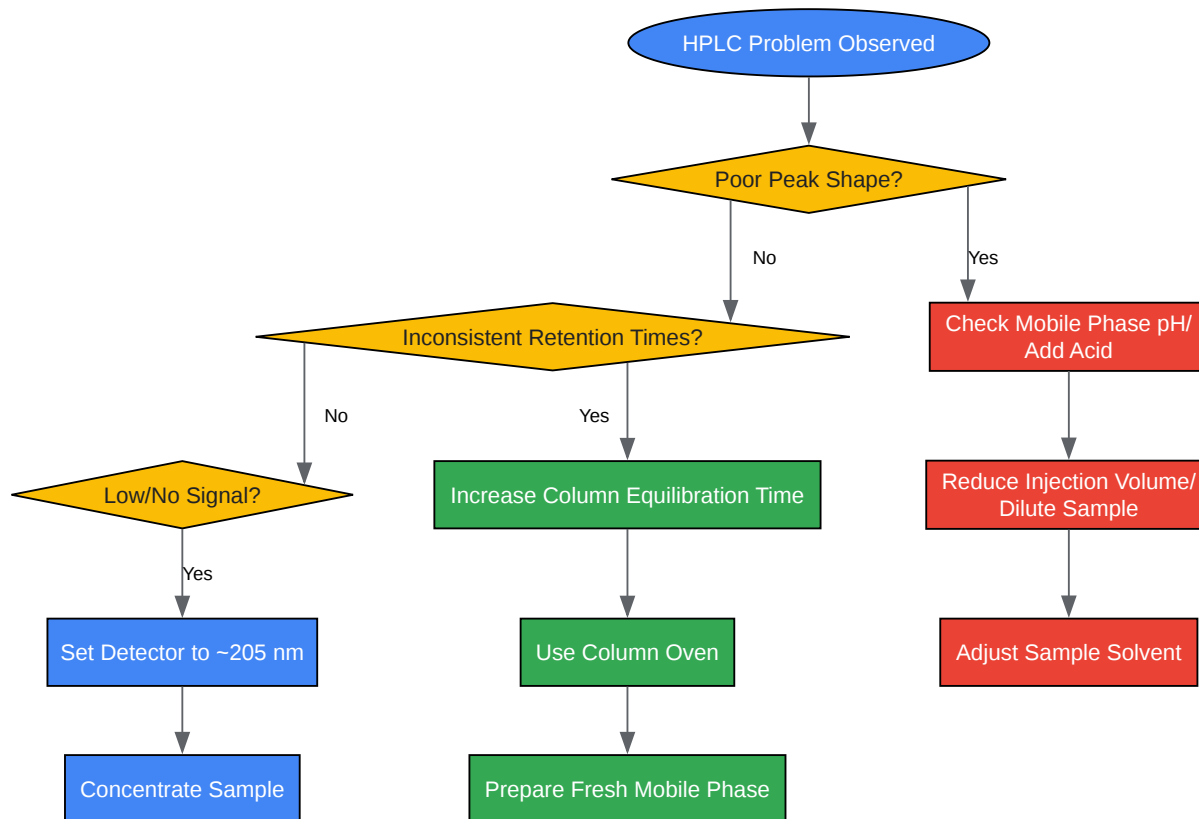 HPLC Problem Observed
Poor Peak Shape?
No
Yes
Inconsistent Retention Times?
Check Mobile Phase pH/
Add Acid
No
Yes
Low/No Signal?
Increase Column Equilibration Time
Reduce Injection Volume/
Dilute Sample
Yes
Set Detector to ~205 nm
Use Column Oven
Adjust Sample Solvent
Concentrate Sample
Prepare Fresh Mobile Phase